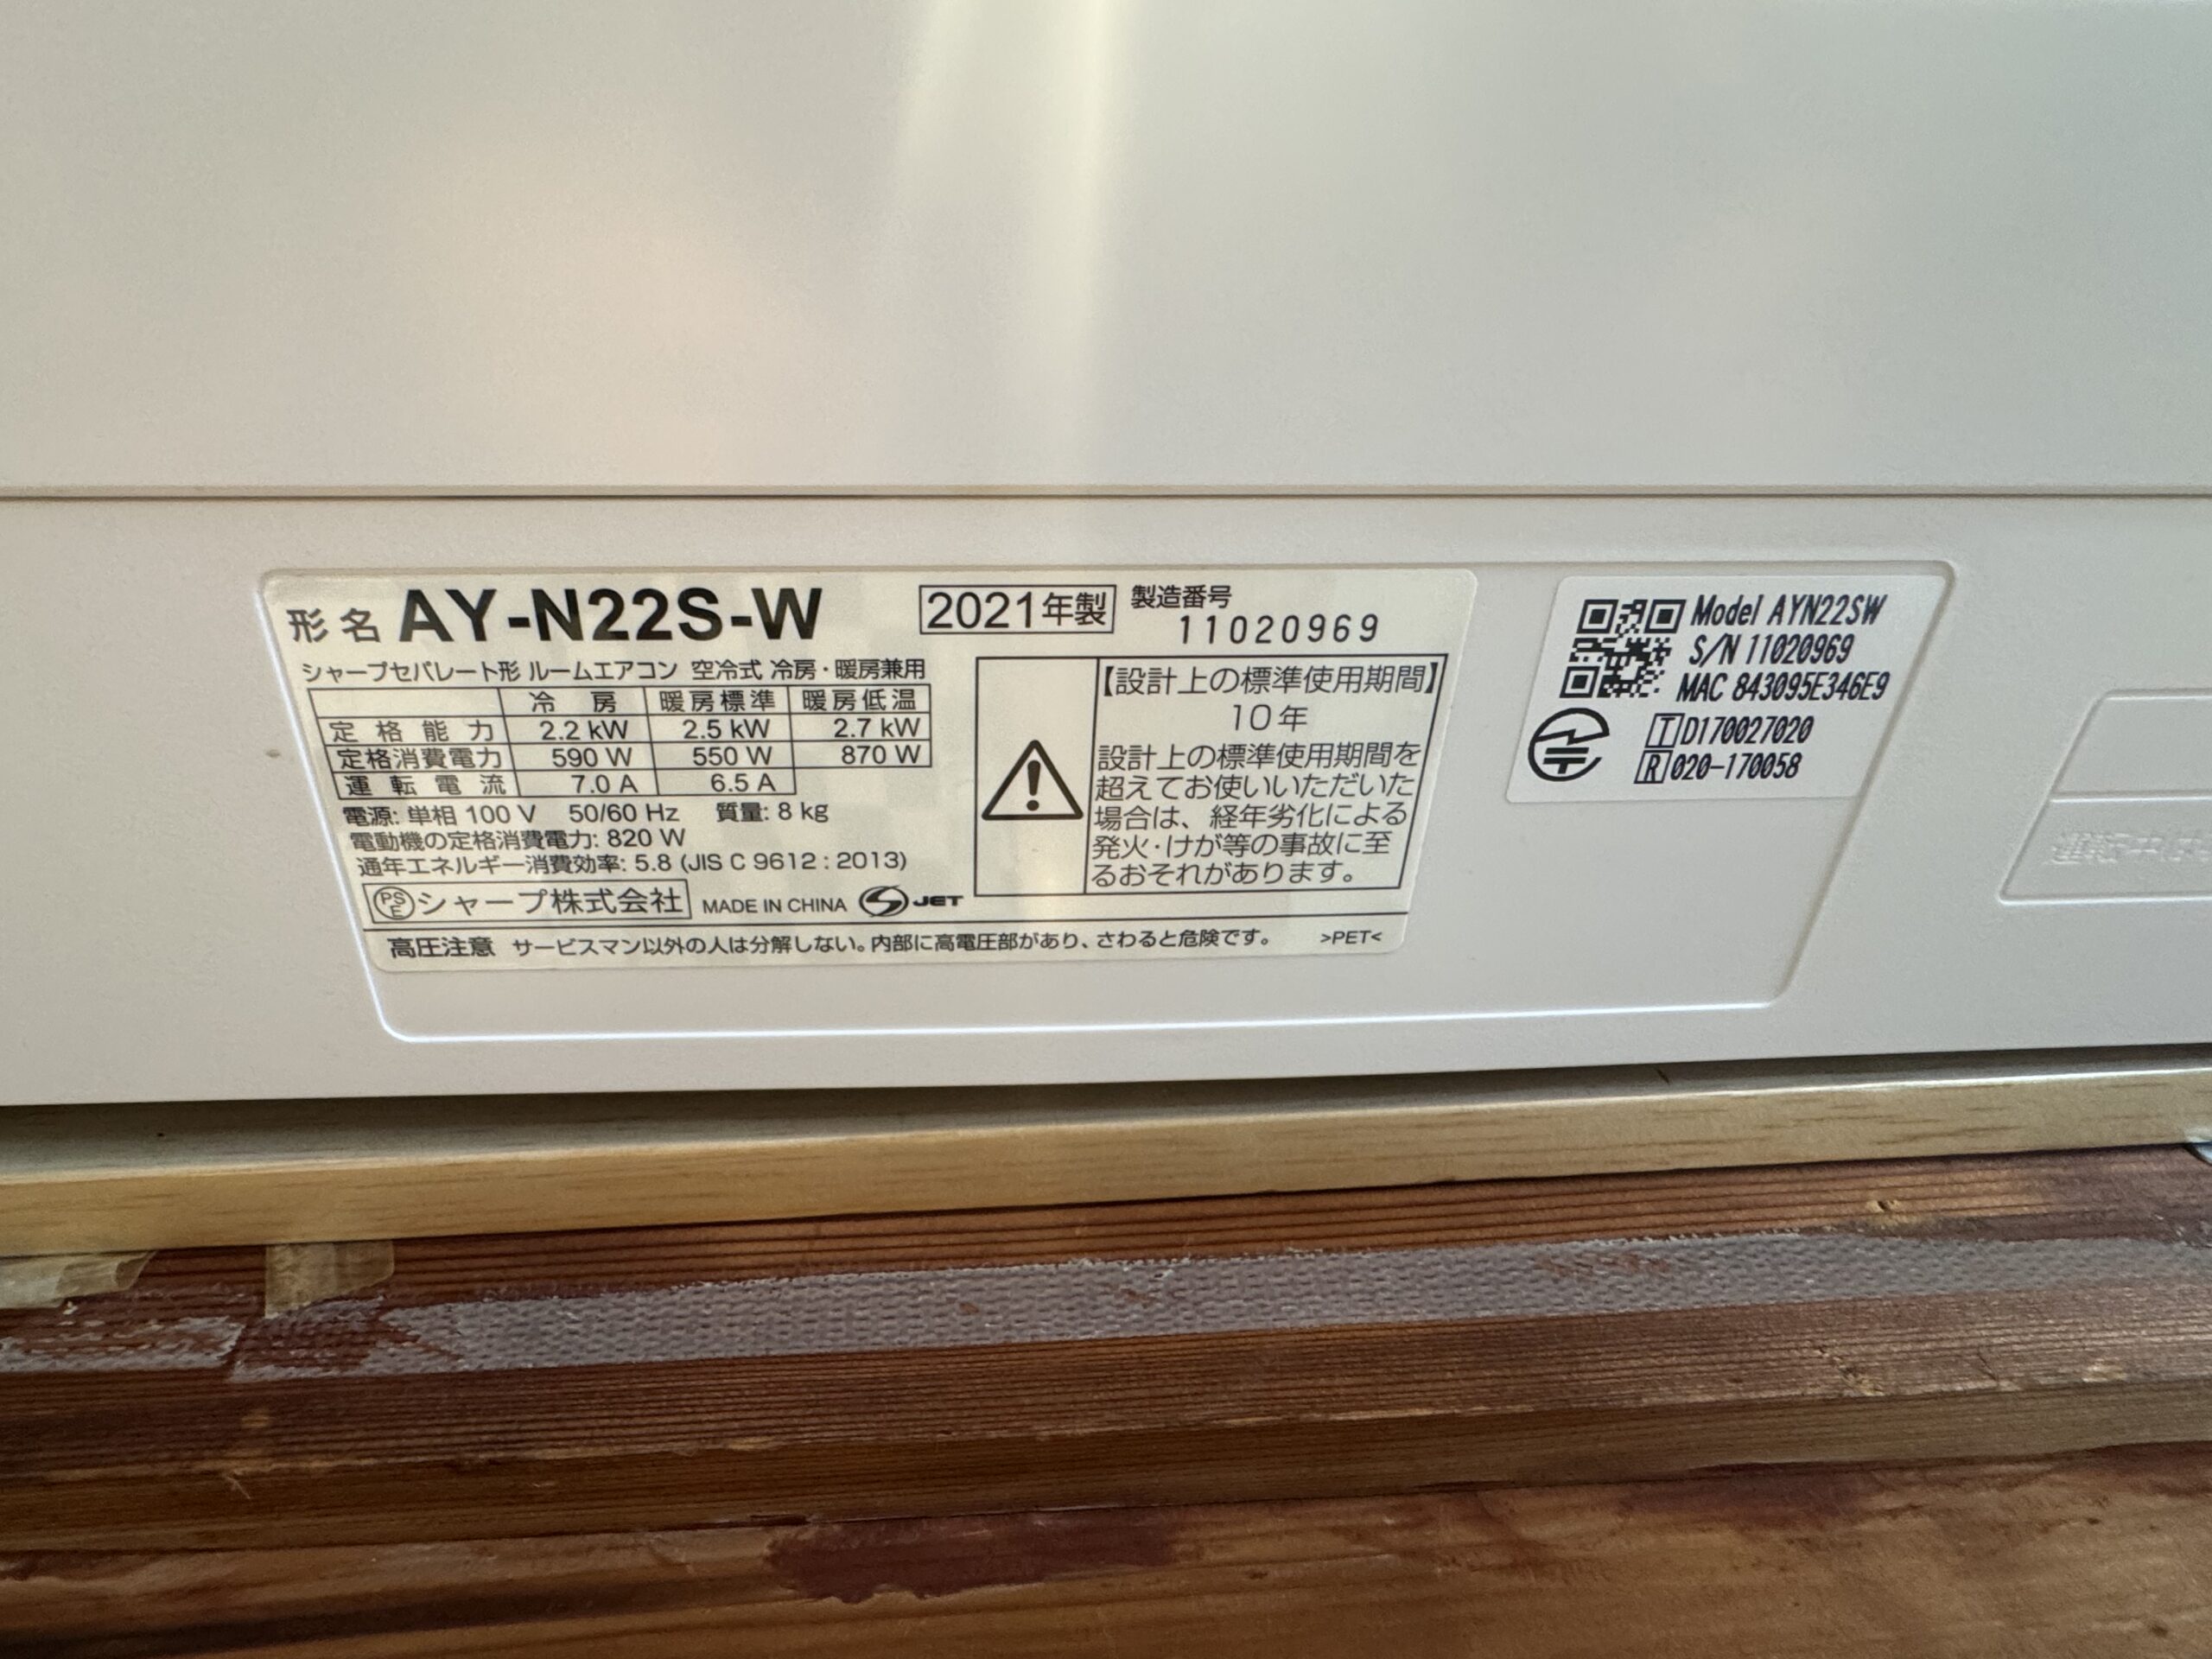 形名 AY-N22S-W 2021年製 製造番号
11020969
シャープセパレート形 ルームエアコン 空冷式 冷房・暖房兼用
冷房 暖房標準 暖房低温
定格能力 2.2 kW 2.5 kW 2.7 kW
定格消費電力 590 W 550 W 870 W
運転電流 7.0 A 6.5 A
電源: 単相 100 V 50/60 Hz 質量: 8 kg
電動機の定格消費電力: 820 W
通年エネルギー消費効率: 5.8 (JIS C 9612 : 2013)
PSE シャープ株式会社 MADE IN CHINA S JET
【設計上の標準使用期間】
10年
設計上の標準使用期間を
超えてお使いいただいた
場合は、経年劣化による
発火・けが等の事故に至
るおそれがあります。
高圧注意 サービスマン以外の人は分解しない。内部に高電圧部があり、さわると危険です。 >PET<
Model AYN22SW
S/N 11020969
MAC 843095E346E9
T D170027020
R 020-170058
運転中は